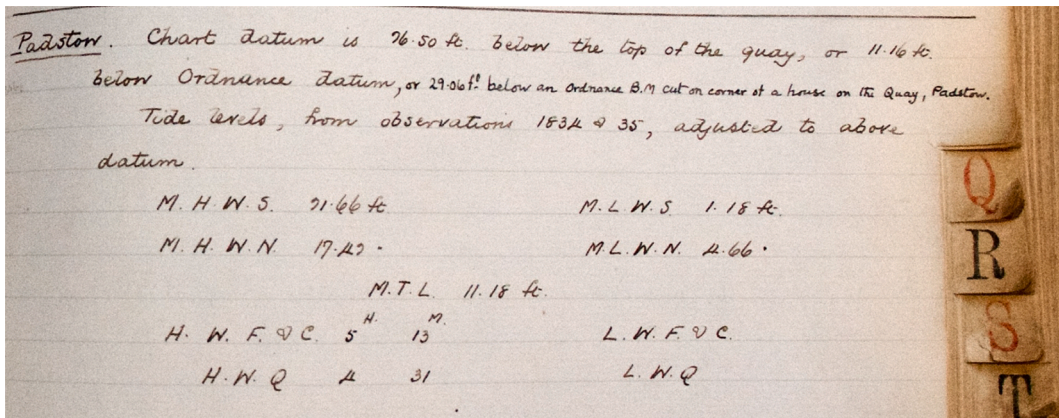 Padstow. Chart datum is 26·50 ft. below the top of the quay, or 11·16 ft.
below Ordnance datum, or 29·06 ft. below an Ordnance B.M cut on corner of a house on the Quay, Padstow.
Tide levels, from observations 1834 & 35, adjusted to above
datum.
M. H. W. S. 21·66 ft. M. L. W. S. 1·18 ft.
M. H. W. N. 17·42 · M. L. W. N. 4·66 ·
M. T. L. 11·18 ft.
H. M.
H. W. F. & C. 5 13 L. W. F. & C.
H. W. Q 4 31 L. W. Q
Q
R
S
T